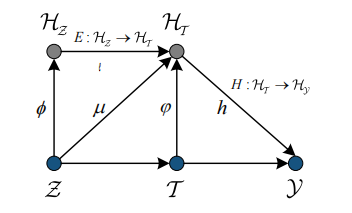 ℋ_𝒵 ℋ_𝒯
E : ℋ_𝒵 → ℋ_𝒯
H : ℋ_𝒯 → ℋ_𝒴
ϕ μ φ h
𝒵 𝒯 𝒴